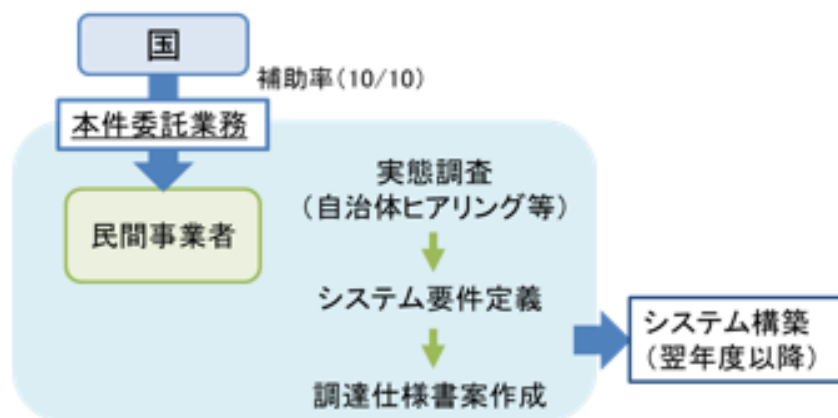 国
補助率(10/10)
本件委託業務
民間事業者
実態調査
(自治体ヒアリング等)
システム要件定義
調達仕様書案作成
システム構築
(翌年度以降)